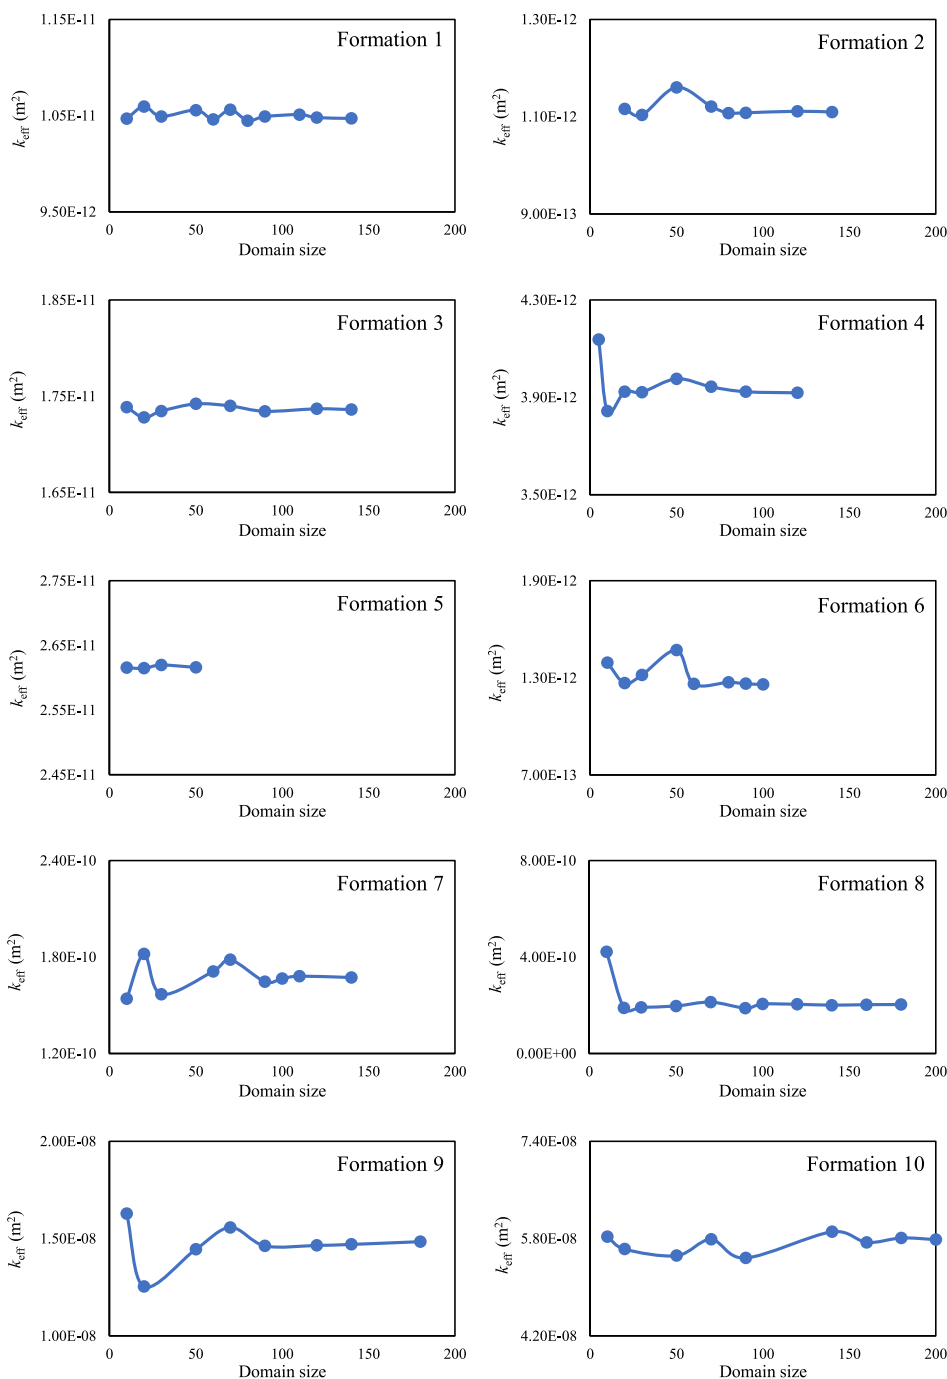 Formation 1
1.15E-11
1.05E-11
9.50E-12
k_eff (m²)
0 50 100 150 200
Domain size
Formation 2
1.30E-12
1.10E-12
9.00E-13
k_eff (m²)
0 50 100 150 200
Domain size
Formation 3
1.85E-11
1.75E-11
1.65E-11
k_eff (m²)
0 50 100 150 200
Domain size
Formation 4
4.30E-12
3.90E-12
3.50E-12
k_eff (m²)
0 50 100 150 200
Domain size
Formation 5
2.75E-11
2.65E-11
2.55E-11
2.45E-11
k_eff (m²)
0 50 100 150 200
Domain size
Formation 6
1.90E-12
1.30E-12
7.00E-13
k_eff (m²)
0 50 100 150 200
Domain size
Formation 7
2.40E-10
1.80E-10
1.20E-10
k_eff (m²)
0 50 100 150 200
Domain size
Formation 8
8.00E-10
4.00E-10
0.00E+00
k_eff (m²)
0 50 100 150 200
Domain size
Formation 9
2.00E-08
1.50E-08
1.00E-08
k_eff (m²)
0 50 100 150 200
Domain size
Formation 10
7.40E-08
5.80E-08
4.20E-08
k_eff (m²)
0 50 100 150 200
Domain size